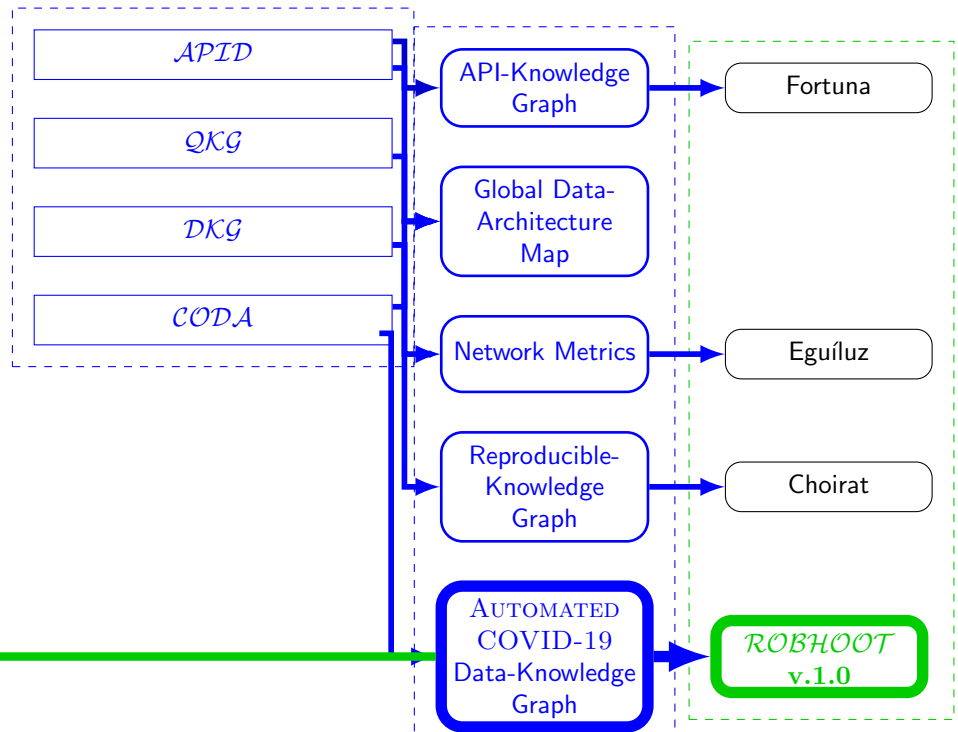 APID
QKG
DKG
CODA
API-Knowledge
Graph
Global Data-
Architecture
Map
Network Metrics
Reproducible-
Knowledge
Graph
AUTOMATED
COVID-19
Data-Knowledge
Graph
Fortuna
Eguíluz
Choirat
ROBHOOT
v.1.0